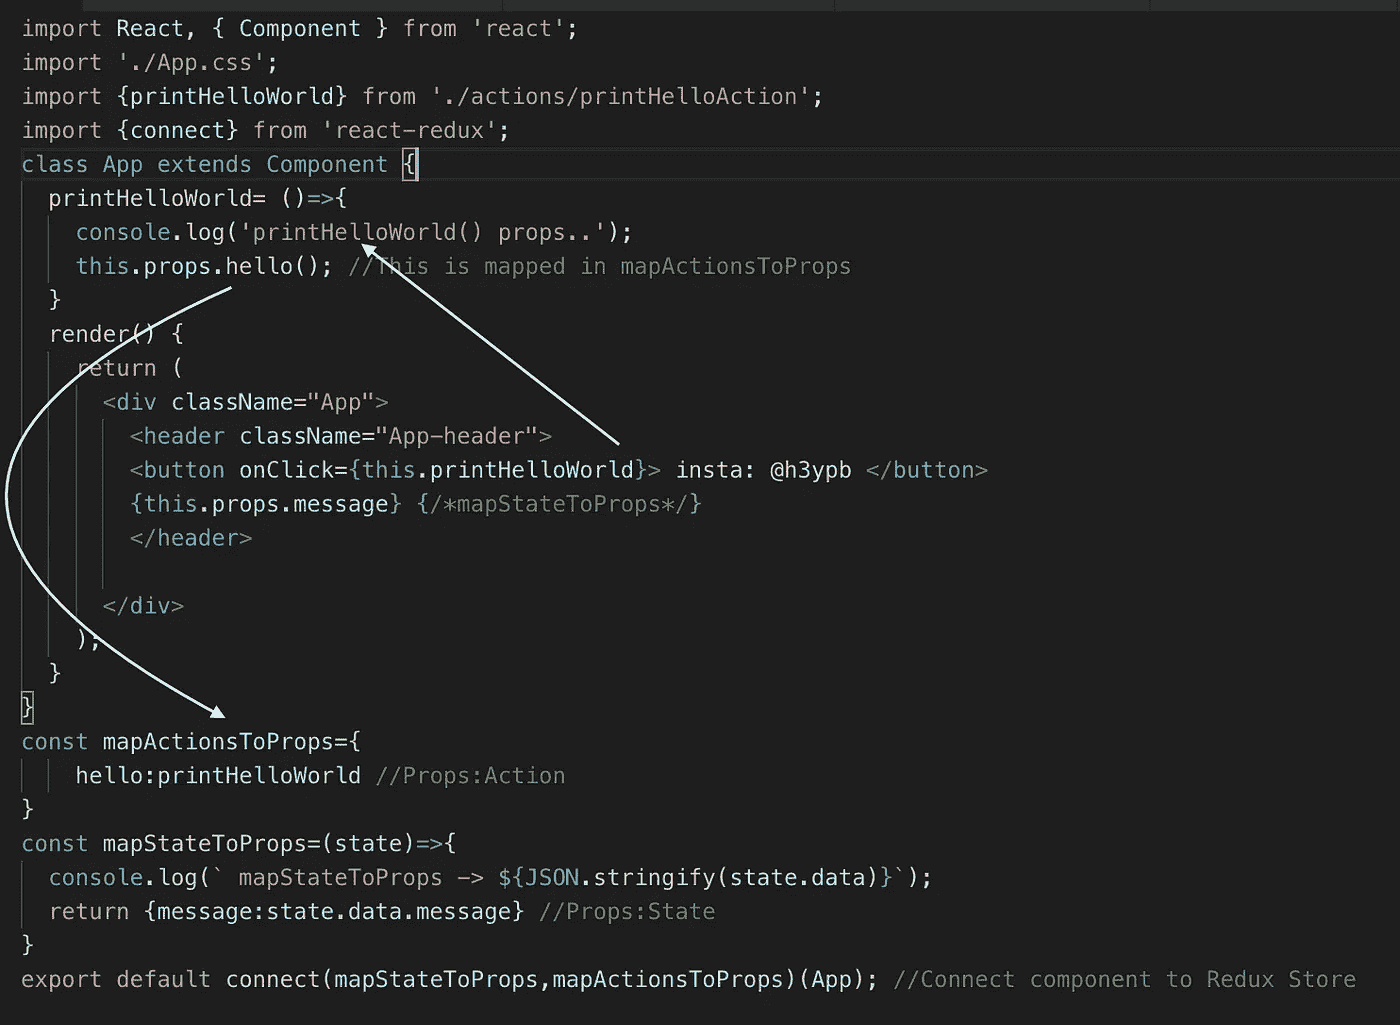 import React, { Component } from 'react';
import './App.css';
import {printHelloWorld} from './actions/printHelloAction';
import {connect} from 'react-redux';
class App extends Component {
  printHelloWorld= ()=>{
    console.log('printHelloWorld() props..');
    this.props.hello(); //This is mapped in mapActionsToProps
  }
  render() {
    return (
      <div className="App">
        <header className="App-header">
        <button onClick={this.printHelloWorld}> insta: @h3ypb </button>
        {this.props.message} {/*mapStateToProps*/}
        </header>

      </div>
    );
  }
}
const mapActionsToProps={
    hello:printHelloWorld //Props:Action
}
const mapStateToProps=(state)=>{
  console.log(` mapStateToProps -> ${JSON.stringify(state.data)}`);
  return {message:state.data.message} //Props:State
}
export default connect(mapStateToProps,mapActionsToProps)(App); //Connect component to Redux Store